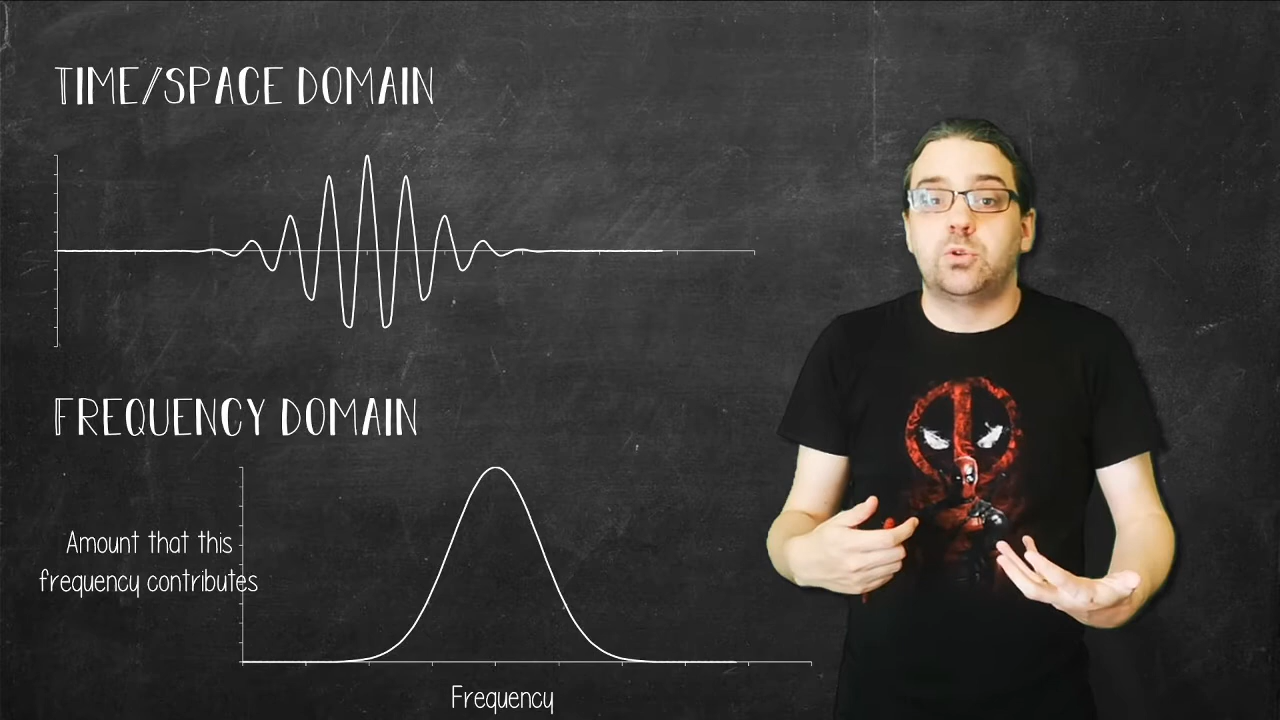 TIME/SPACE DOMAIN
FREQUENCY DOMAIN
Amount that this
frequency contributes
Frequency